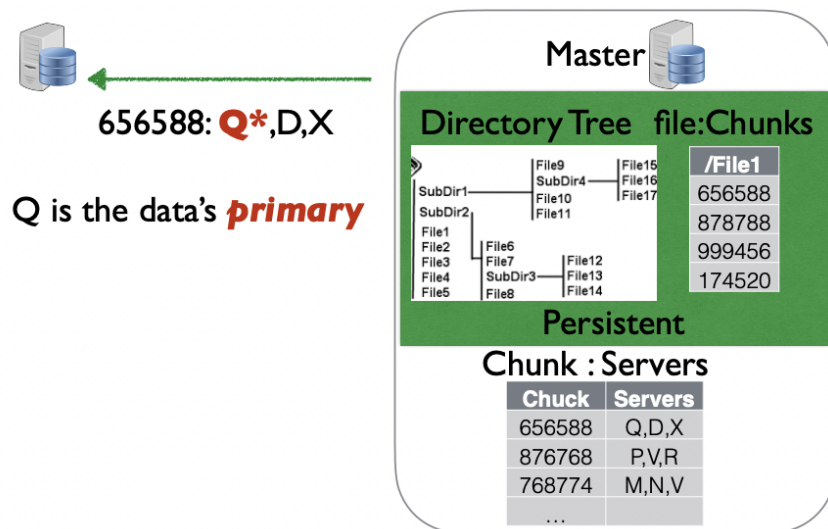 Master
656588: Q*,D,X
Q is the data's primary
Directory Tree file:Chunks
SubDir1
SubDir2
File1
File2
File3
File4
File5
File6
File7
SubDir3
File8
File9
SubDir4
File10
File11
File12
File13
File14
File15
File16
File17
/File1
656588
878788
999456
174520
Persistent
Chunk : Servers
Chuck Servers
656588 Q,D,X
876768 P,V,R
768774 M,N,V
...